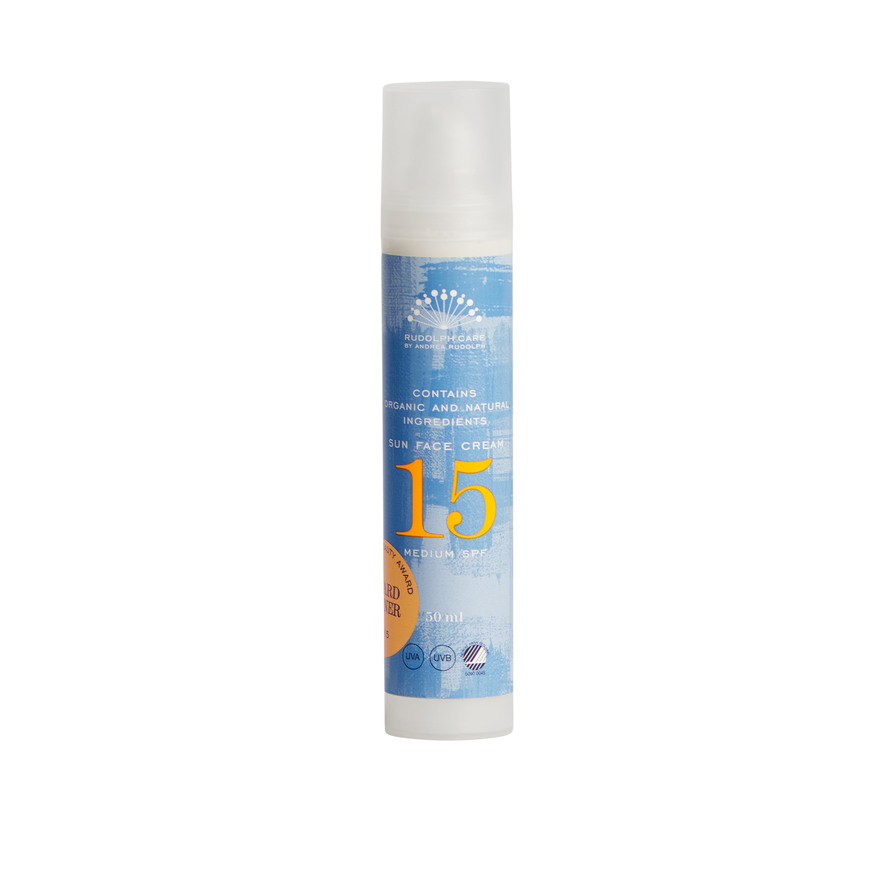 RUDOLPH CARE
BY ANDREA RUDOLPH
CONTAINS
ORGANIC AND NATURAL
INGREDIENTS
SUN FACE CREAM
15
MEDIUM SPF
AWARD
50 ml
UVA UVB